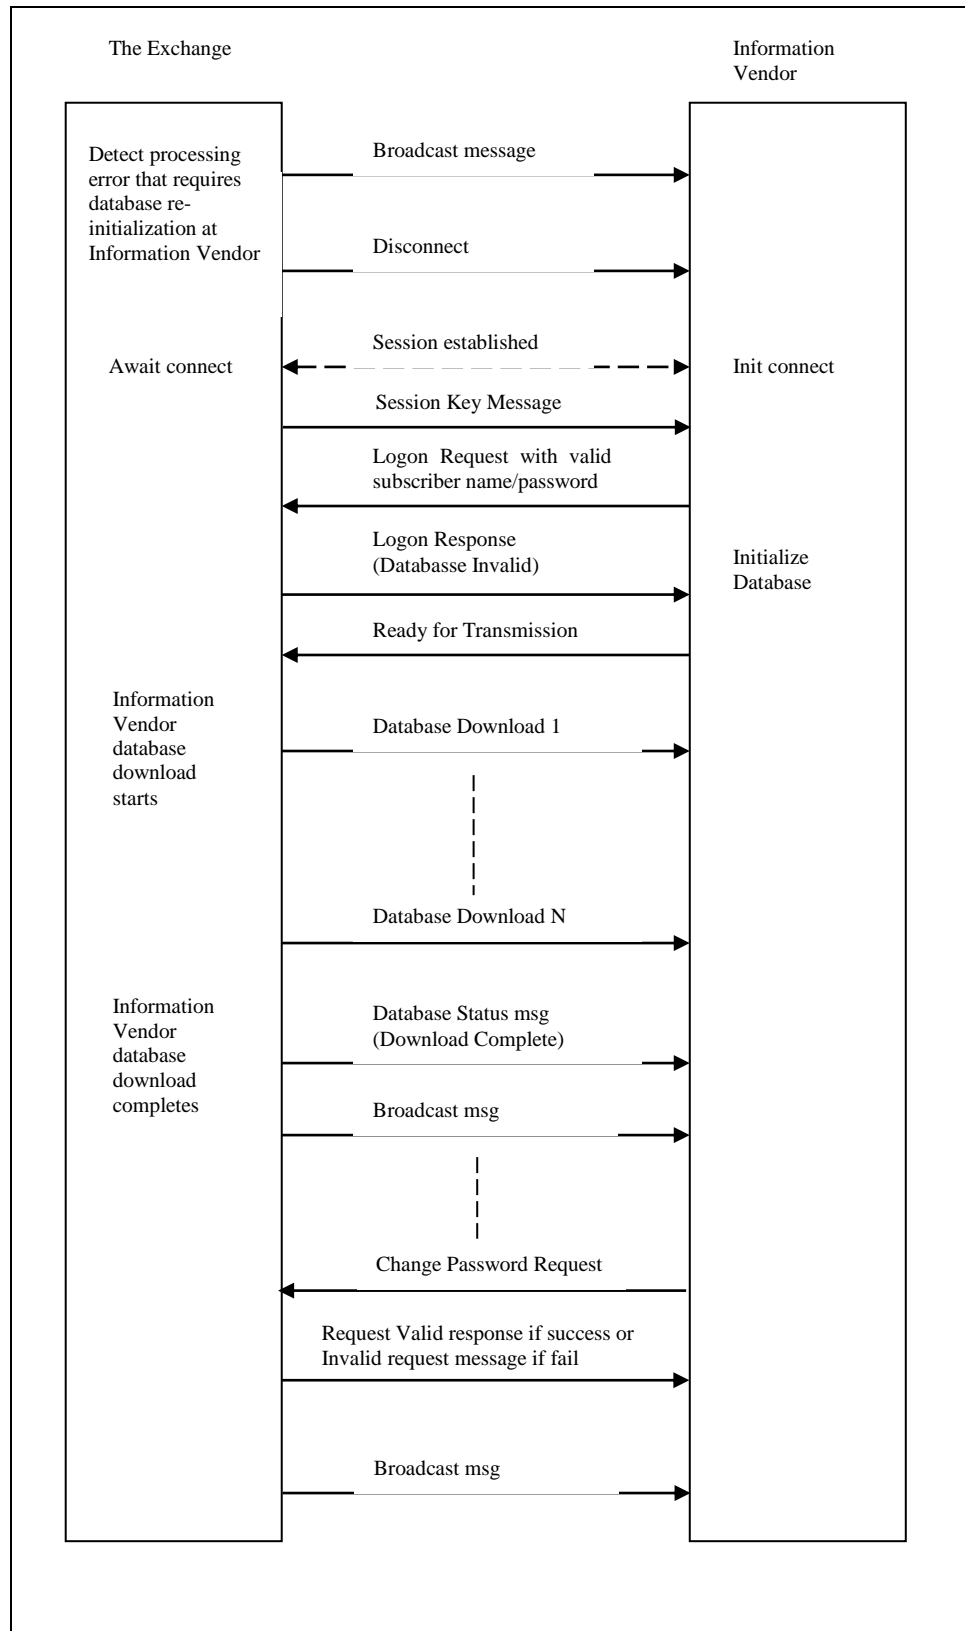 The Exchange
Information
Vendor
Detect processing
error that requires
database re-
initialization at
Information Vendor
Broadcast message
Disconnect
Session established
Await connect
Init connect
Session Key Message
Logon Request with valid
subscriber name/password
Logon Response
(Databasse Invalid)
Initialize
Database
Ready for Transmission
Information
Vendor
database
download
starts
Database Download 1
Database Download N
Information
Vendor
database
download
completes
Database Status msg
(Download Complete)
Broadcast msg
Change Password Request
Request Valid response if success or
Invalid request message if fail
Broadcast msg